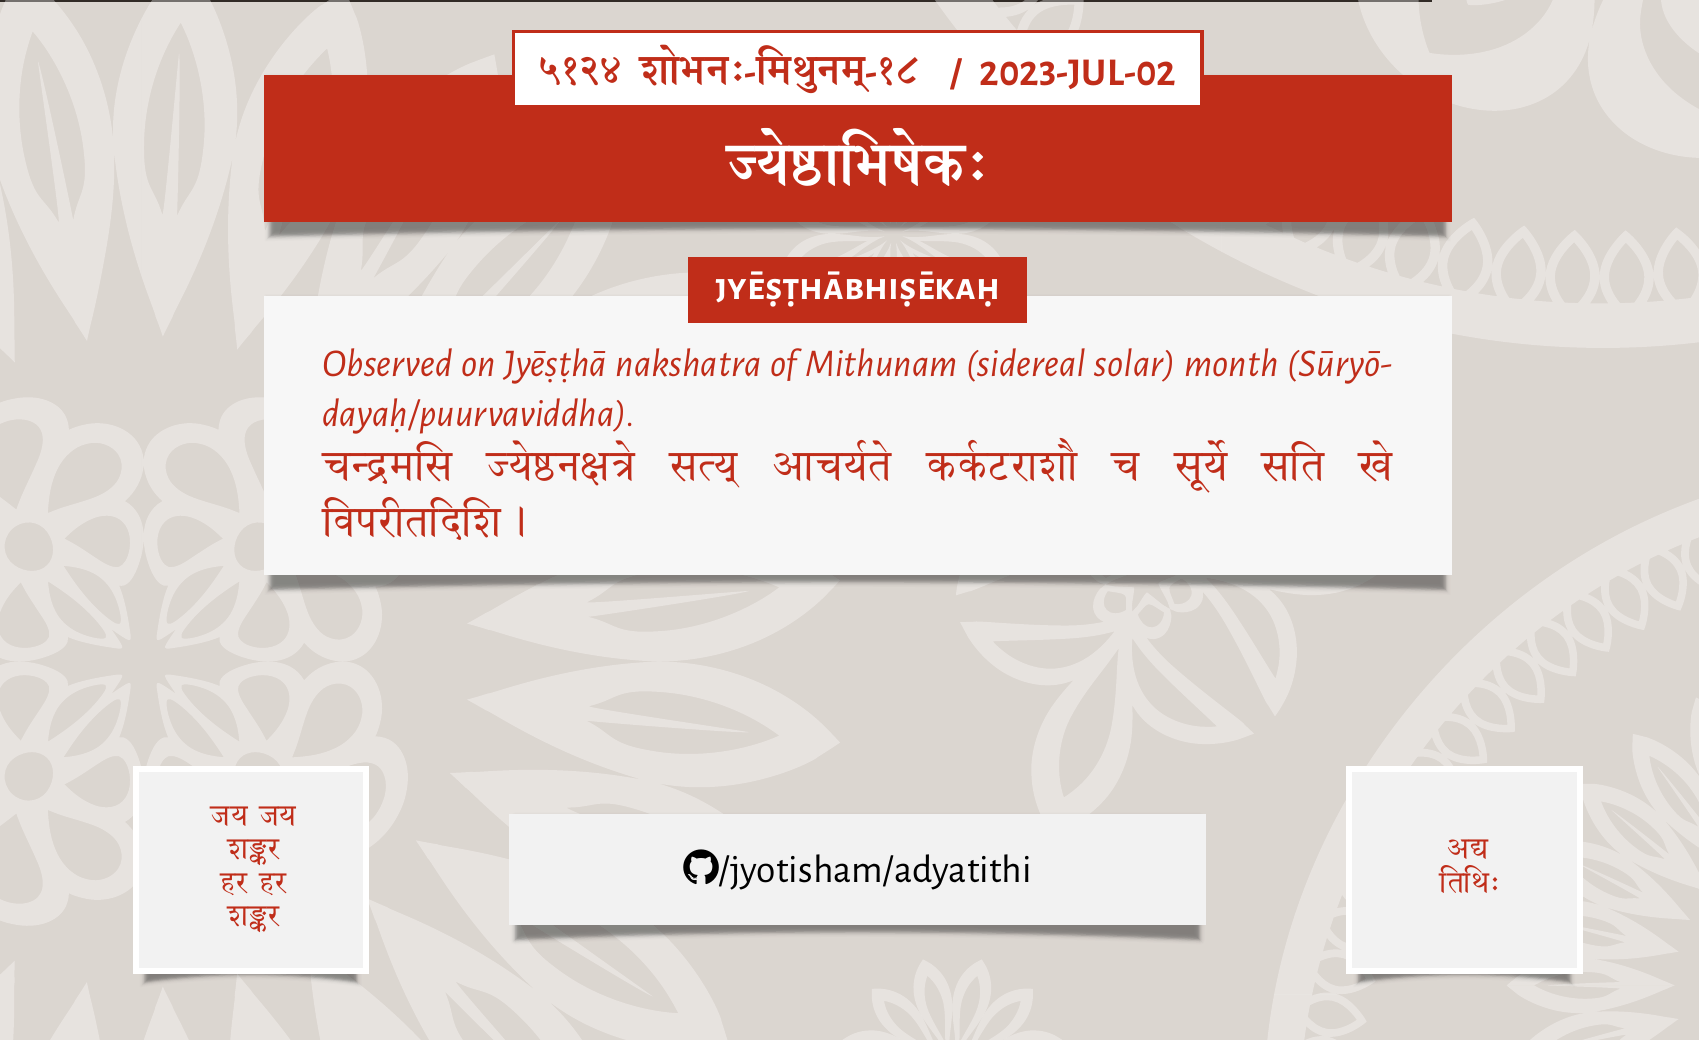 ५१२४ शोभनः-मिथुनम्-१८ / 2023-JUL-02
ज्येष्ठाभिषेकः
JYĒṢṬHĀBHIṢĒKAḤ
Observed on Jyēṣṭhā nakshatra of Mithunam (sidereal solar) month (Sūryō-
dayaḥ/puurvaviddha).
चन्द्रमसि ज्येष्ठनक्षत्रे सत्य् आचर्यते कर्कटराशौ च सूर्ये सति खे
विपरीतदिशि।
जय जय
शङ्कर
हर हर
शङ्कर
/jyotisham/adyatithi
अद्य
तिथिः